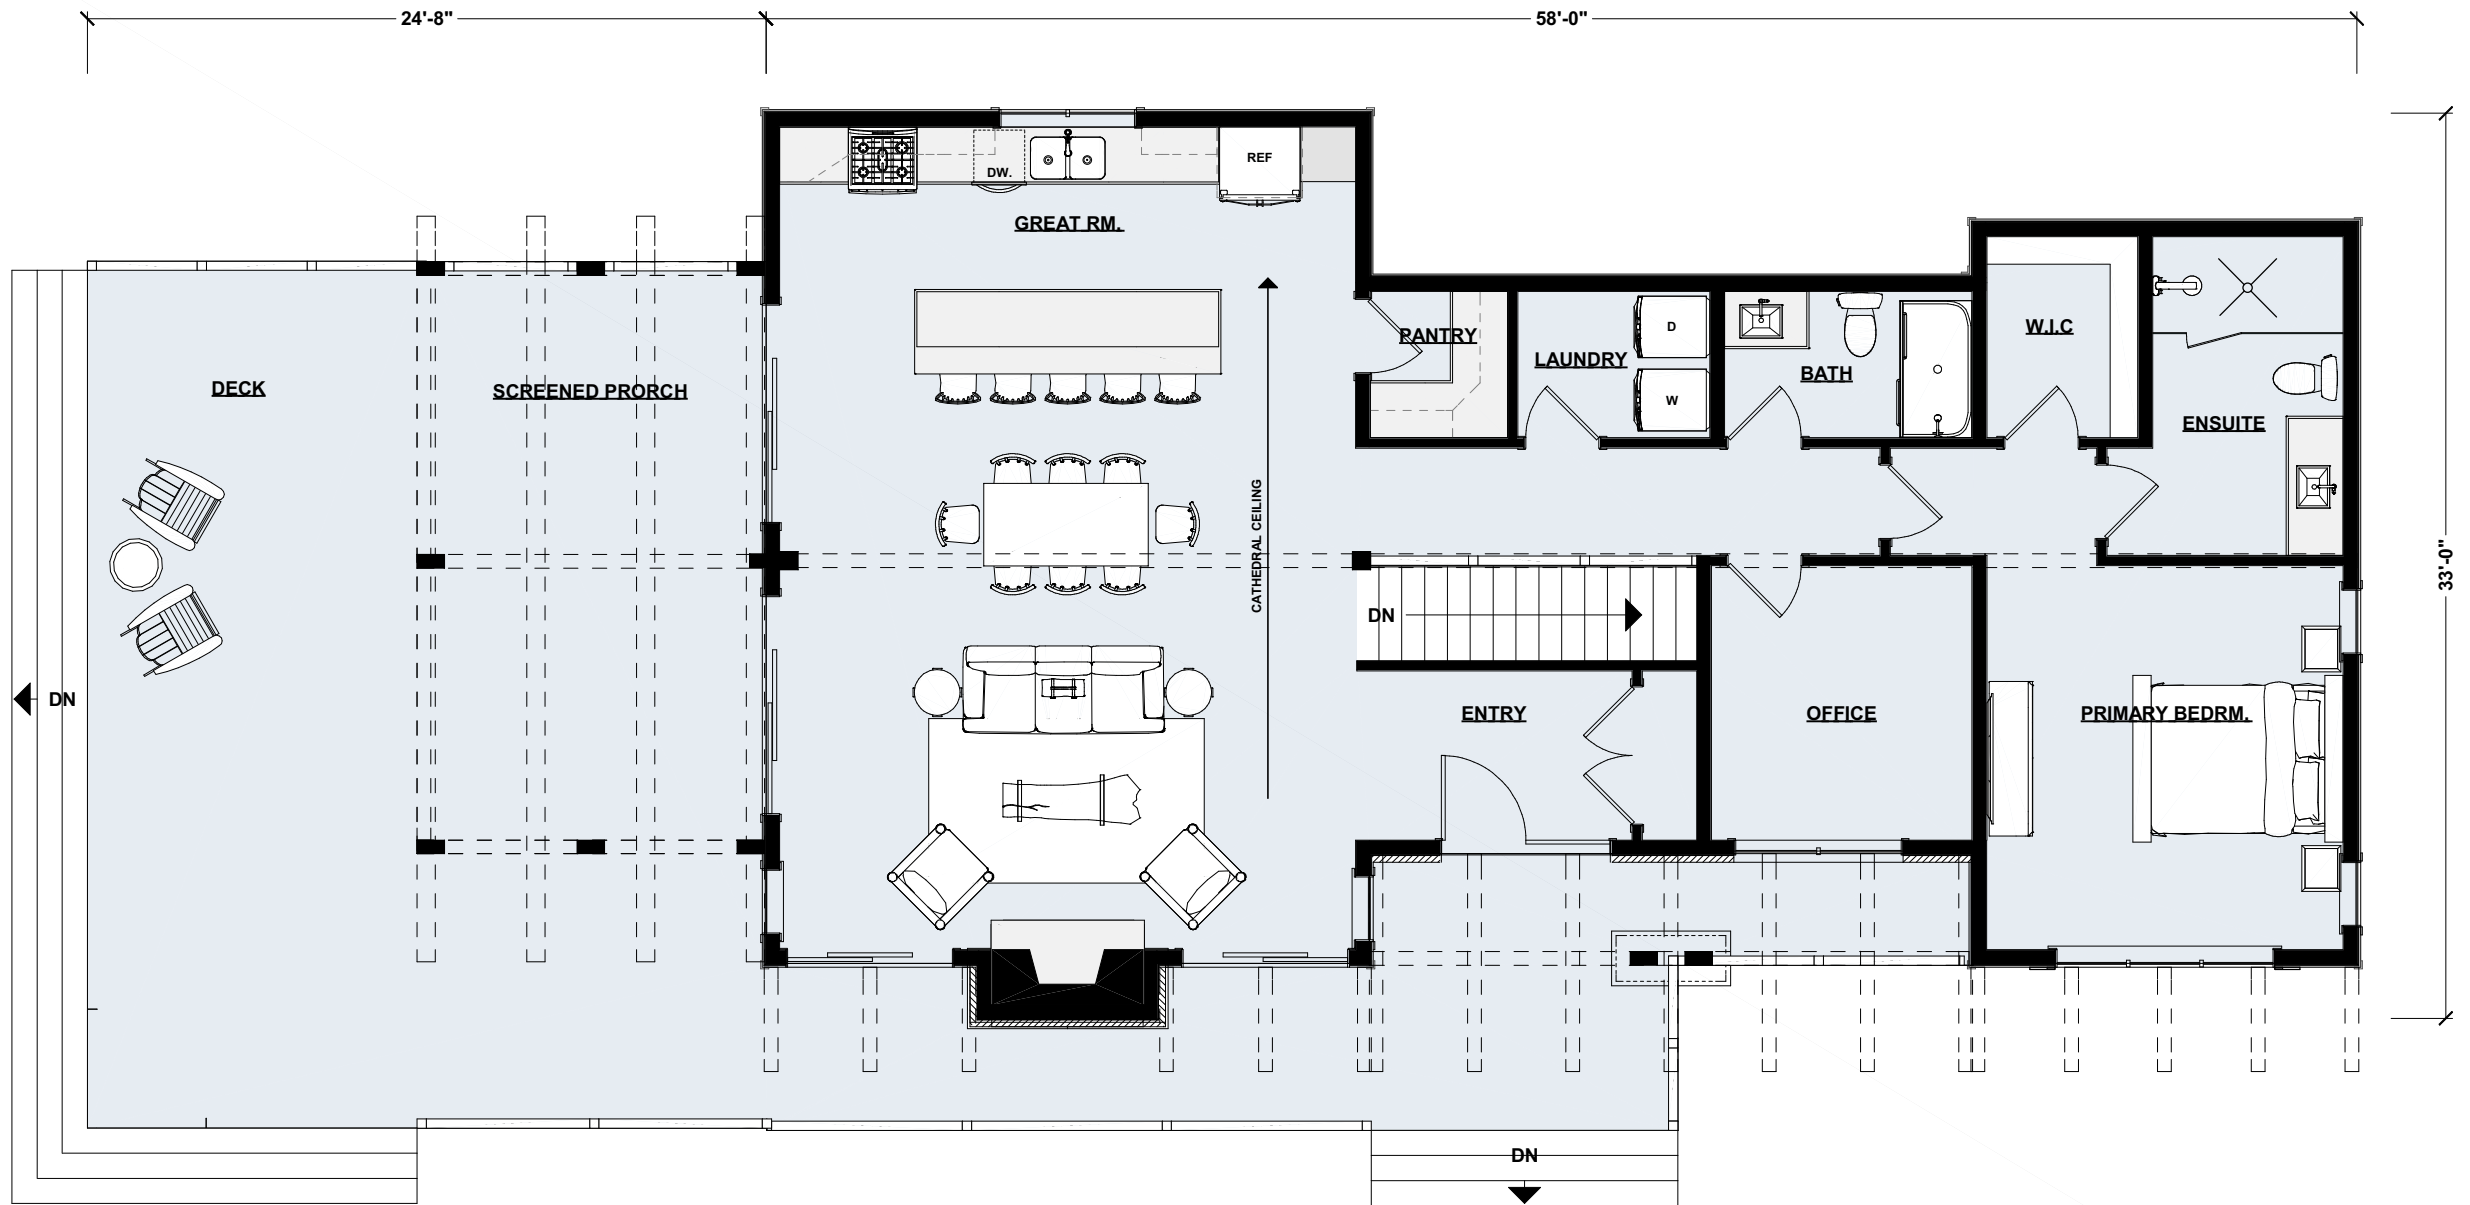 24'-8"
58'-0"
REF
DW.
GREAT RM.
PANTRY
D
W.I.C
LAUNDRY
BATH
DECK
SCREENED PRORCH
W
ENSUITE
CATHEDRAL CEILING
33'-0"
DN
DN
ENTRY
OFFICE
PRIMARY BEDRM.
DN